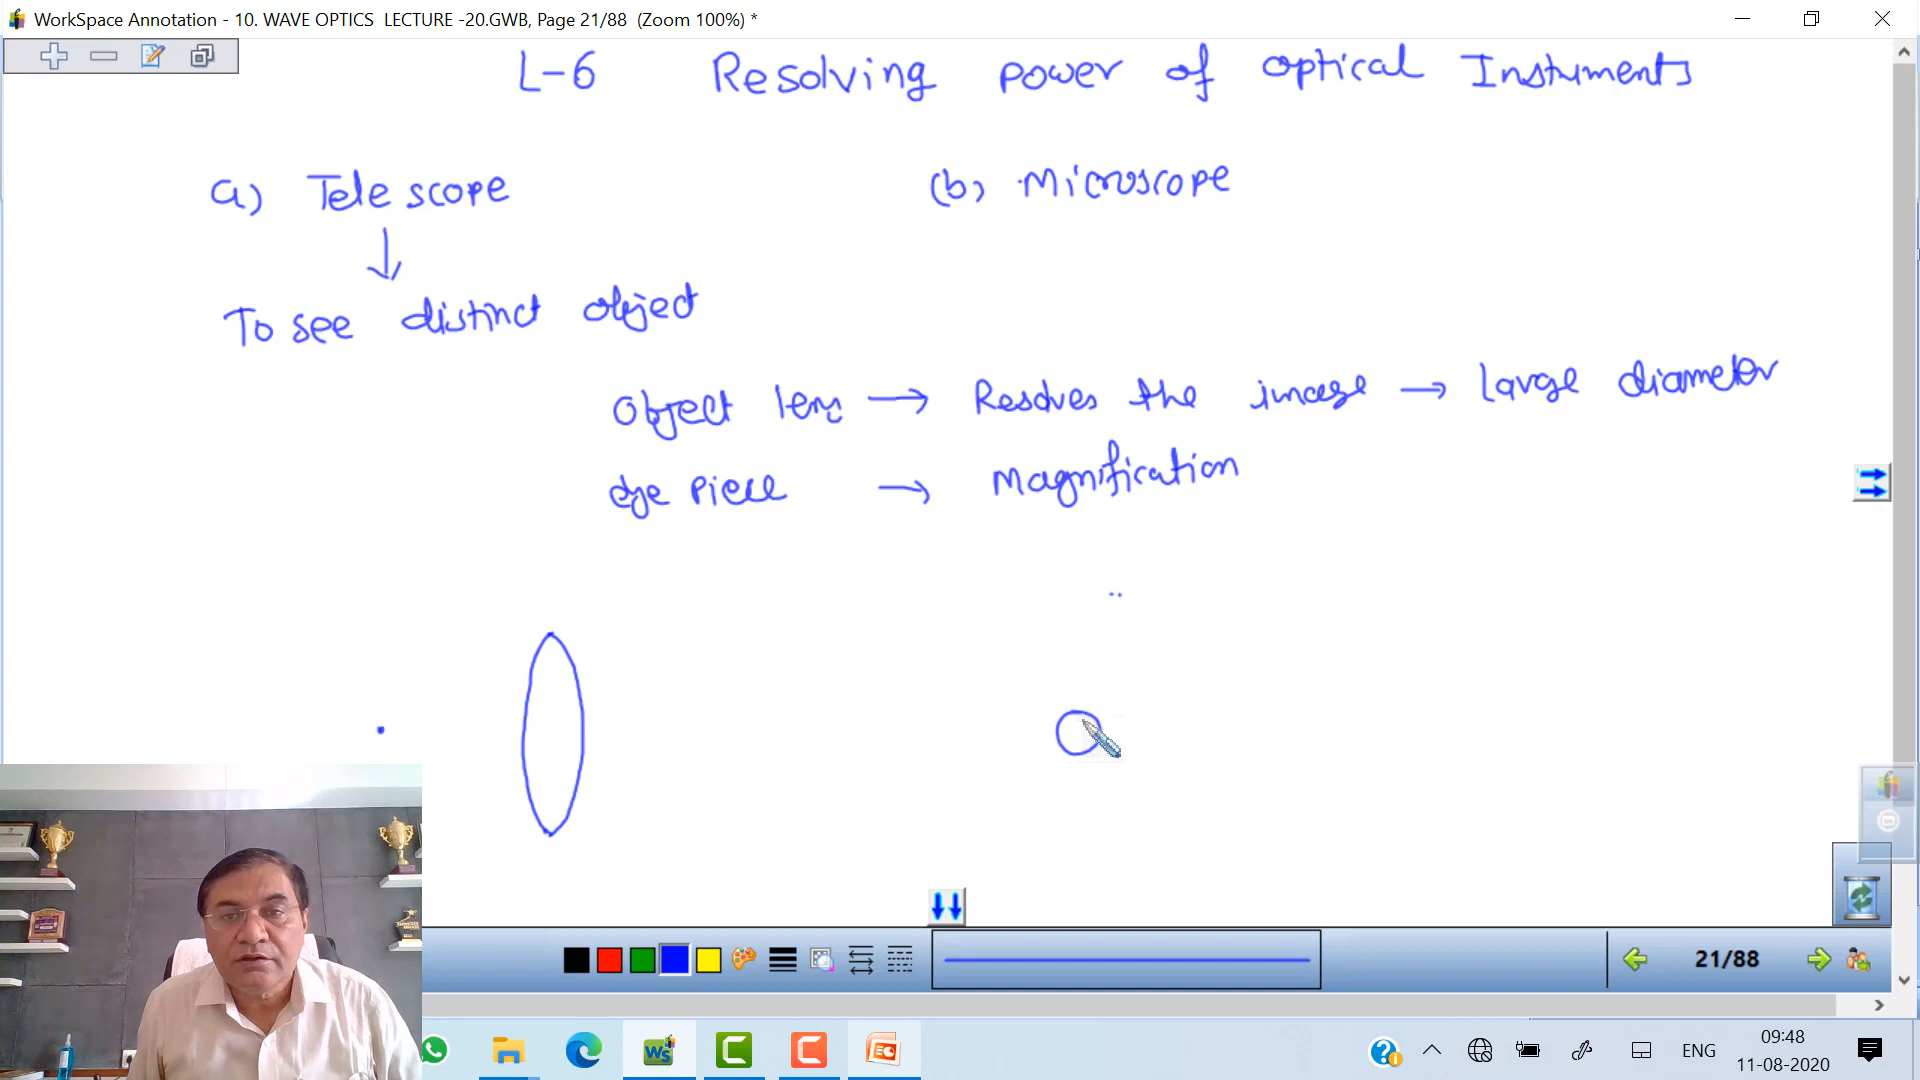 WorkSpace Annotation - 10. WAVE OPTICS LECTURE -20.GWB, Page 21/88 (Zoom 100%) *
L-6 Resolving power of optical Instuments
a) Telescope
(b) Microscope
To see distinct object
Object lens → Resolves the image → large diameter
eye piece → Magnification
21/88
ENG
09:48
11-08-2020